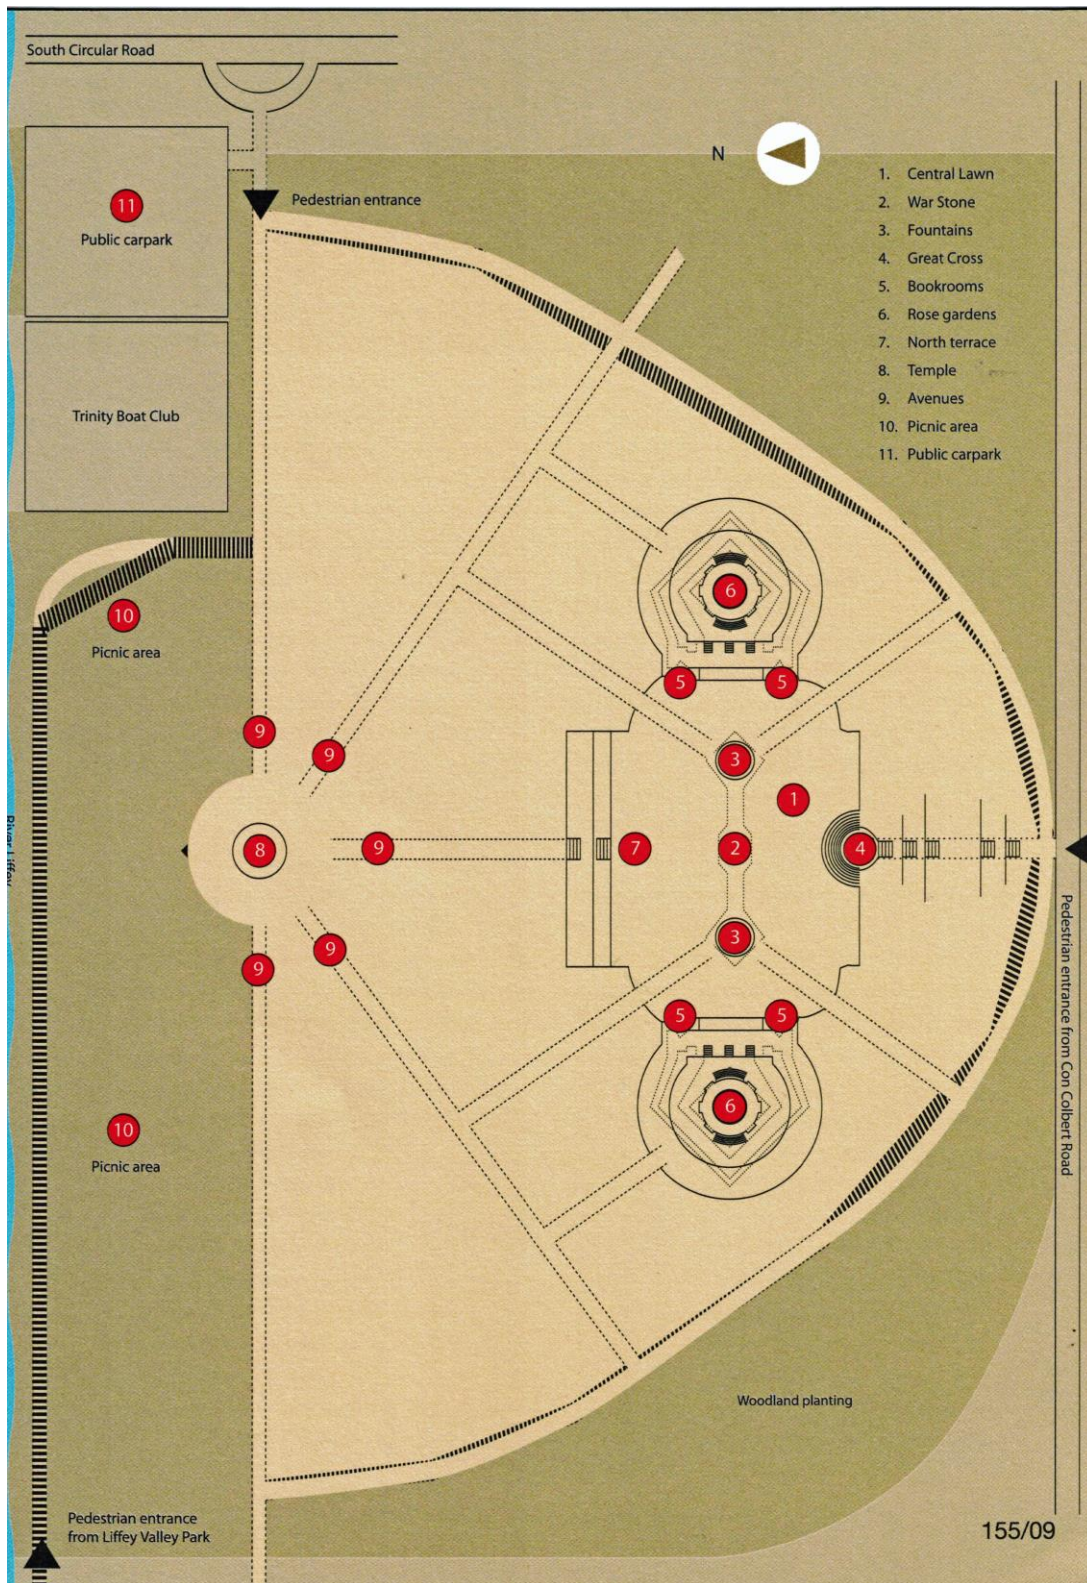 South Circular Road
N
Pedestrian entrance
11
Public carpark
Trinity Boat Club
1. Central Lawn
2. War Stone
3. Fountains
4. Great Cross
5. Bookrooms
6. Rose gardens
7. North terrace
8. Temple
9. Avenues
10. Picnic area
11. Public carpark
10
Picnic area
6
5
5
9
9
3
1
River Liffey
8
9
7
2
4
9
9
3
5
5
6
Pedestrian entrance from Con Colbert Road
10
Picnic area
Woodland planting
Pedestrian entrance
from Liffey Valley Park
155/09